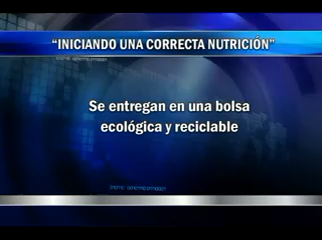 “INICIANDO UNA CORRECTA NUTRICIÓN”
Se entregan en una bolsa
ecológica y reciclable